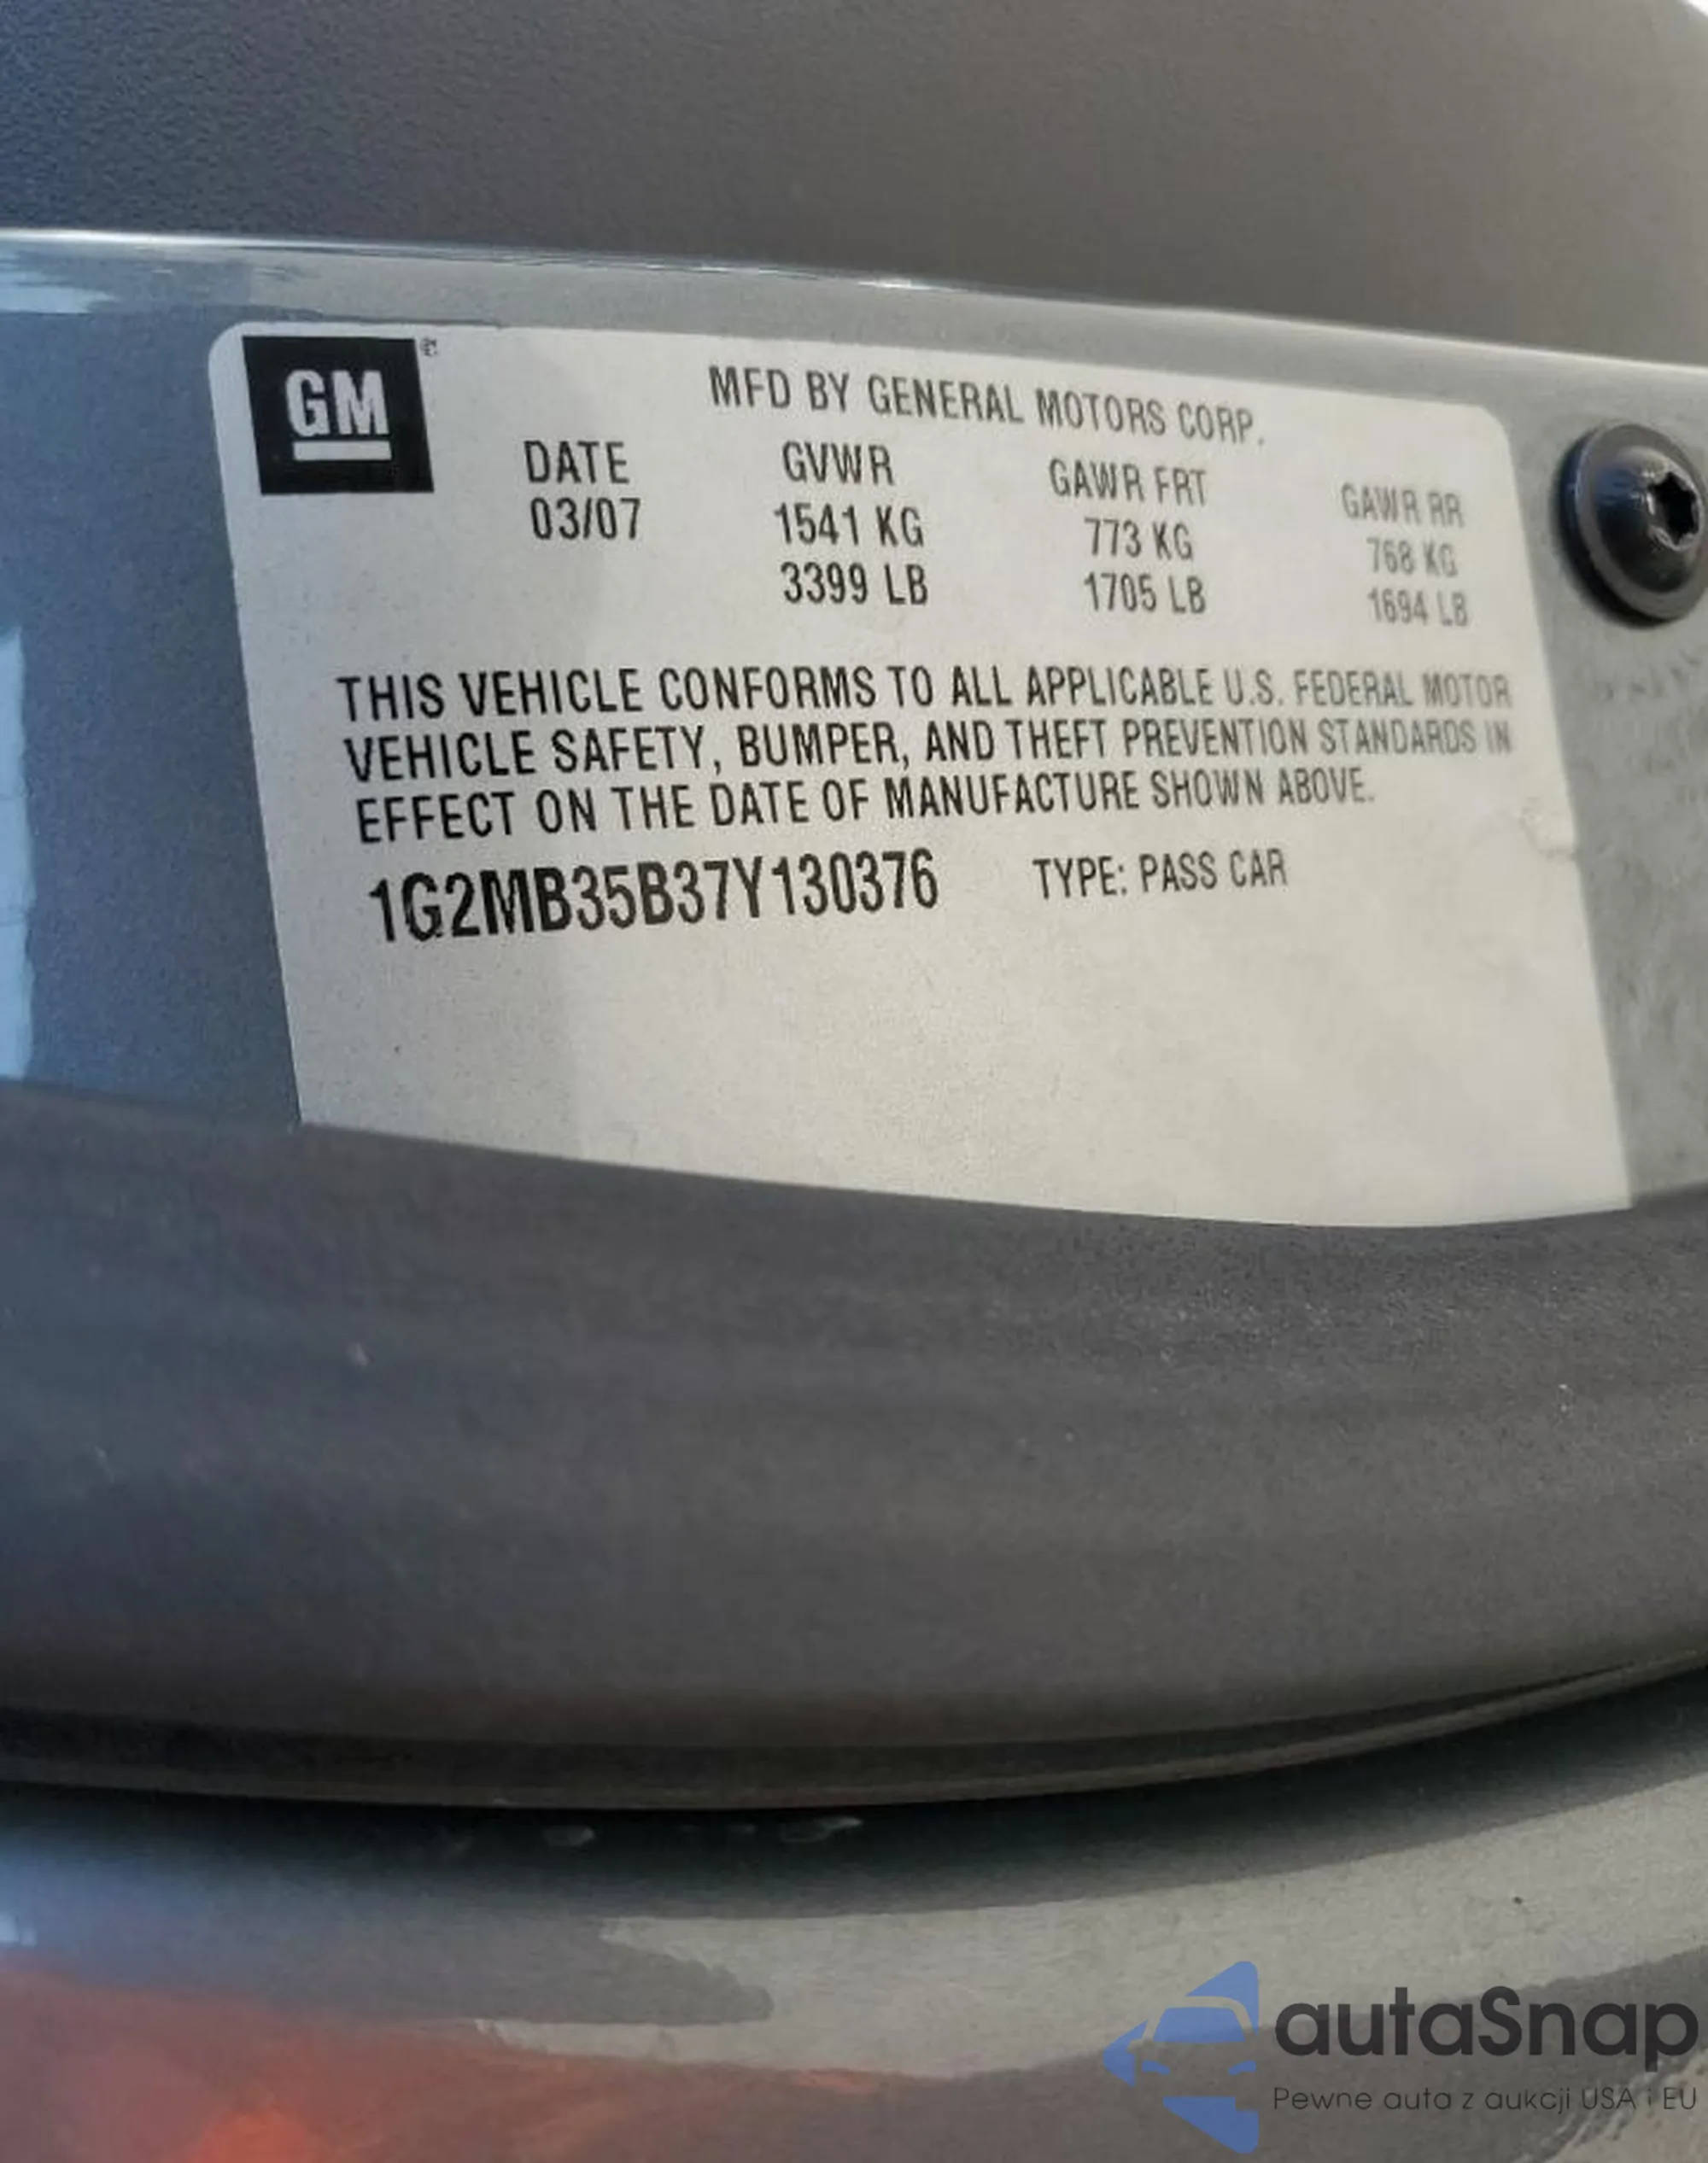 GM
MFD BY GENERAL MOTORS CORP.
DATE GVWR GAWR FRT GAWR RR
03/07 1541 KG 773 KG 768 KG
3399 LB 1705 LB 1694 LB
THIS VEHICLE CONFORMS TO ALL APPLICABLE U.S. FEDERAL MOTOR
VEHICLE SAFETY, BUMPER, AND THEFT PREVENTION STANDARDS IN
EFFECT ON THE DATE OF MANUFACTURE SHOWN ABOVE.
1G2MB35B37Y130376 TYPE: PASS CAR
autaSnap
Pewne auta z aukcji USA i EU